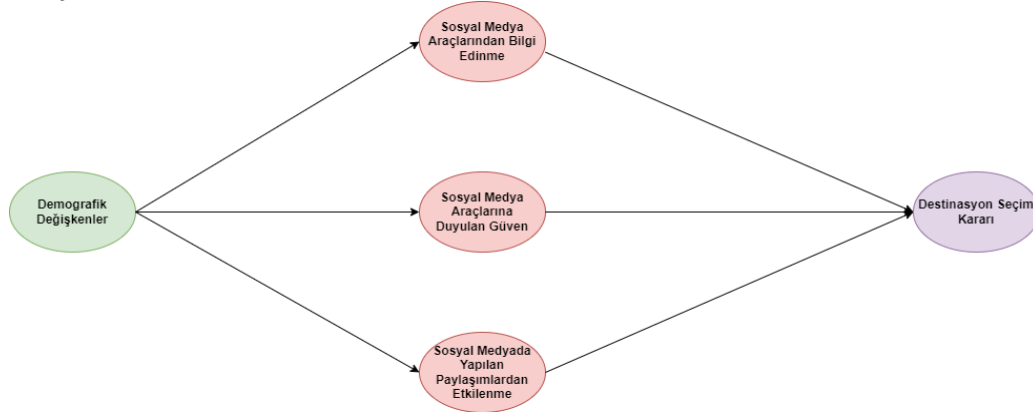 Sosyal Medya
Araçlarından Bilgi
Edinme
Demografik
Değişkenler
Sosyal Medya
Araçlarına
Duyulan Güven
Destinasyon Seçim
Kararı
Sosyal Medyada
Yapılan
Paylaşımlardan
Etkilenme